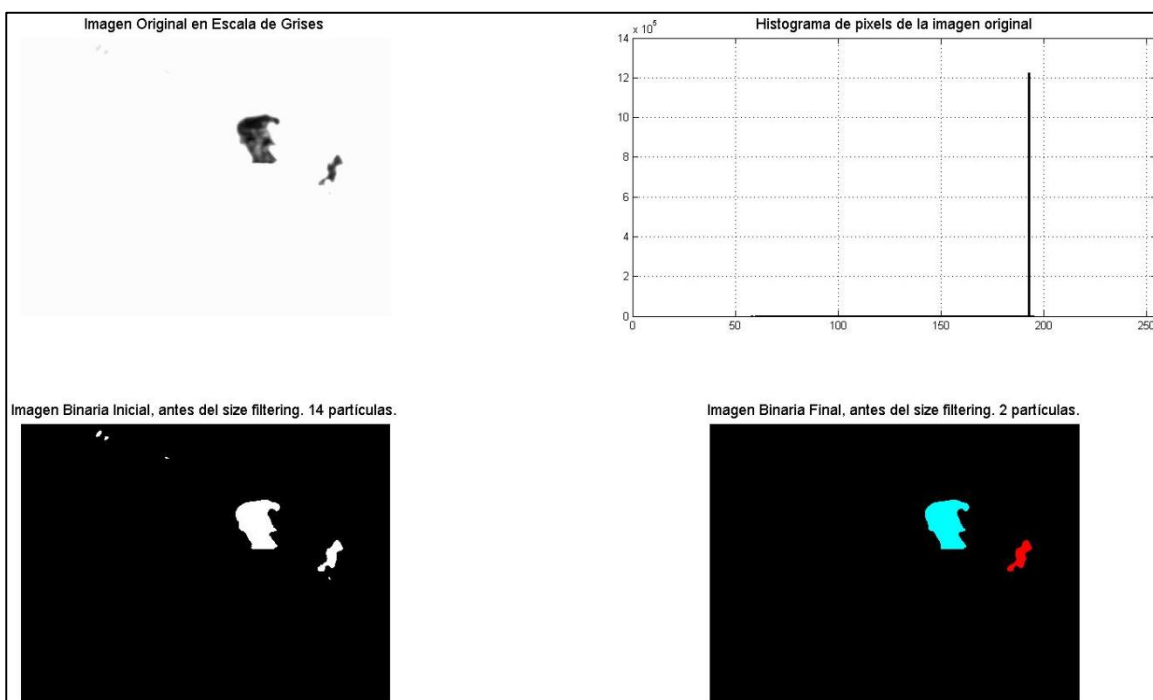 Imagen Original en Escala de Grises
Histograma de pixels de la imagen original
x 10^5
14
12
10
8
6
4
2
0
0 50 100 150 200 250
Imagen Binaria Inicial, antes del size filtering. 14 partículas.
Imagen Binaria Final, antes del size filtering. 2 partículas.